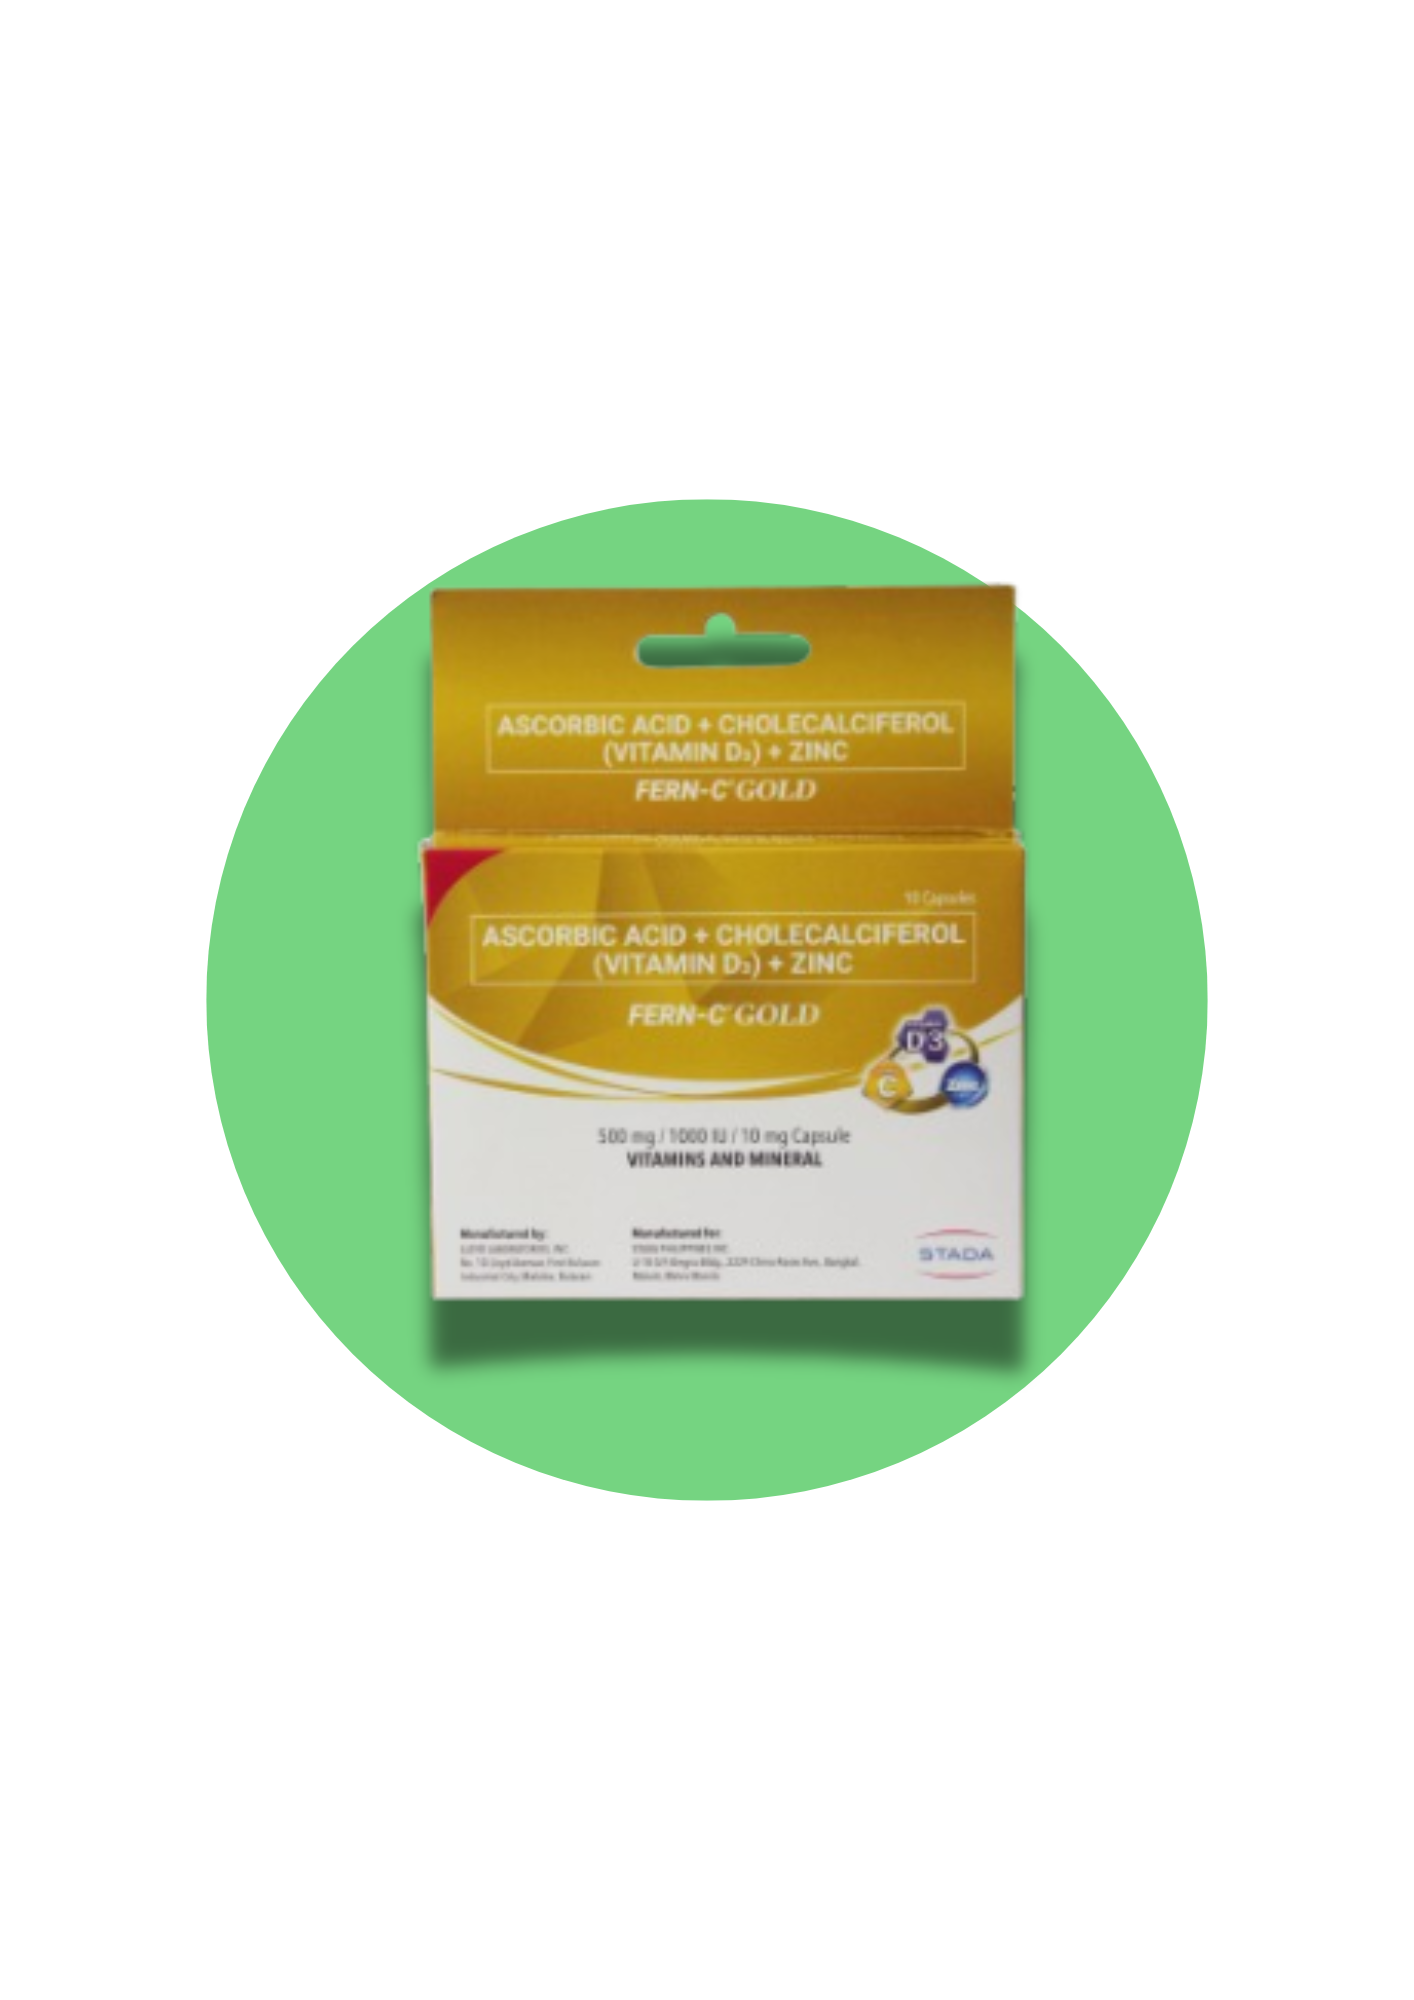 ASCORBIC ACID + CHOLECALCIFEROL
(VITAMIN D₃) + ZINC
FERN-C® GOLD
10 Capsules
ASCORBIC ACID + CHOLECALCIFEROL
(VITAMIN D₃) + ZINC
FERN-C® GOLD
D3
C
Zinc
500 mg / 1000 IU / 10 mg Capsule
VITAMINS AND MINERAL
Manufactured by:
Manufactured for:
STADA